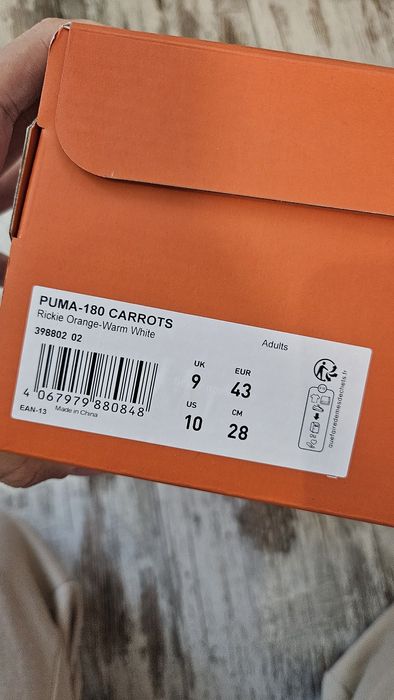 PUMA-180 CARROTS
Rickie Orange-Warm White
398802 02
Adults
UK
9
EUR
43
US
10
CM
28
4 067979 880848
EAN-13 Made in China
quefairedemesdechets.fr